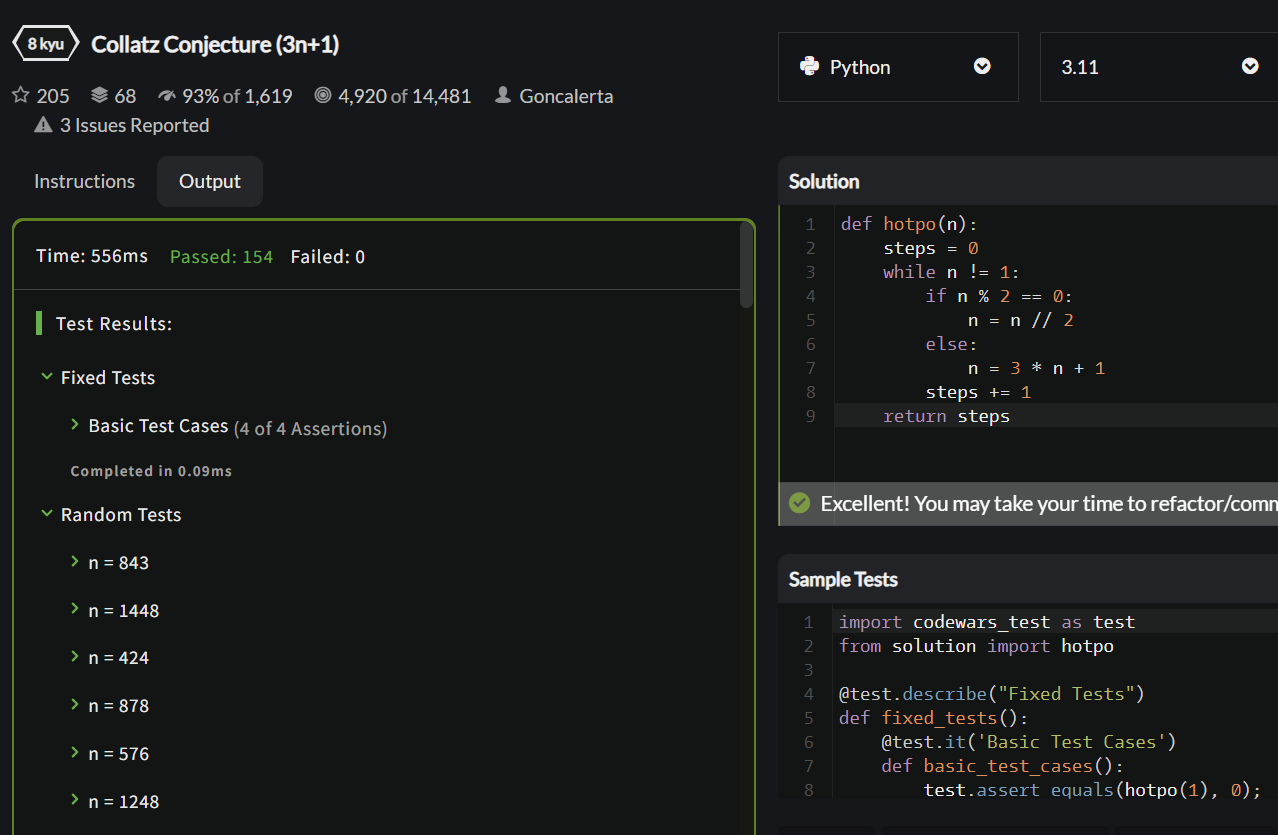 8 kyu Collatz Conjecture (3n+1)
205 68 93% of 1,619 4,920 of 14,481 Goncalerta
3 Issues Reported
Instructions Output
Time: 556ms Passed: 154 Failed: 0
Test Results:
Fixed Tests
Basic Test Cases (4 of 4 Assertions)
Completed in 0.09ms
Random Tests
n = 843
n = 1448
n = 424
n = 878
n = 576
n = 1248
Python 3.11
Solution
1 def hotpo(n):
2 steps = 0
3 while n != 1:
4 if n % 2 == 0:
5 n = n // 2
6 else:
7 n = 3 * n + 1
8 steps += 1
9 return steps
Excellent! You may take your time to refactor/comm
Sample Tests
1 import codewars_test as test
2 from solution import hotpo
3
4 @test.describe("Fixed Tests")
5 def fixed_tests():
6 @test.it('Basic Test Cases')
7 def basic_test_cases():
8 test.assert_equals(hotpo(1), 0);